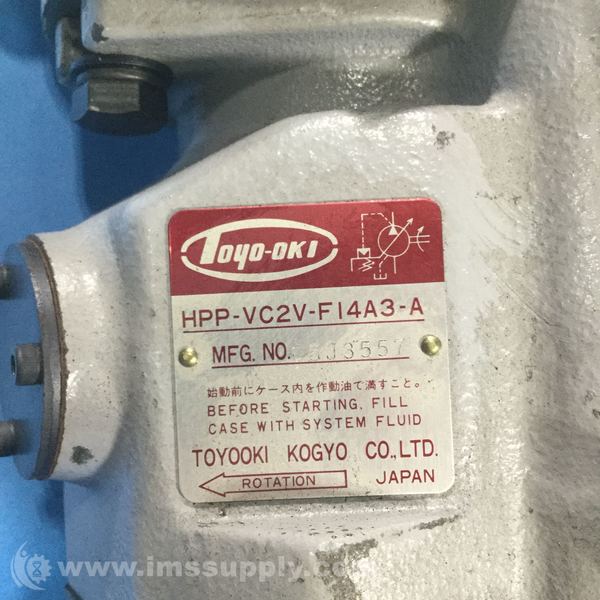 TOYO-OKI
HPP-VC2V-F14A3-A
MFG. NO.
始動前にケース内を作動油で満すこと。
BEFORE STARTING, FILL
CASE WITH SYSTEM FLUID
TOYOOKI KOGYO CO.,LTD.
ROTATION JAPAN
www.imssupply.com